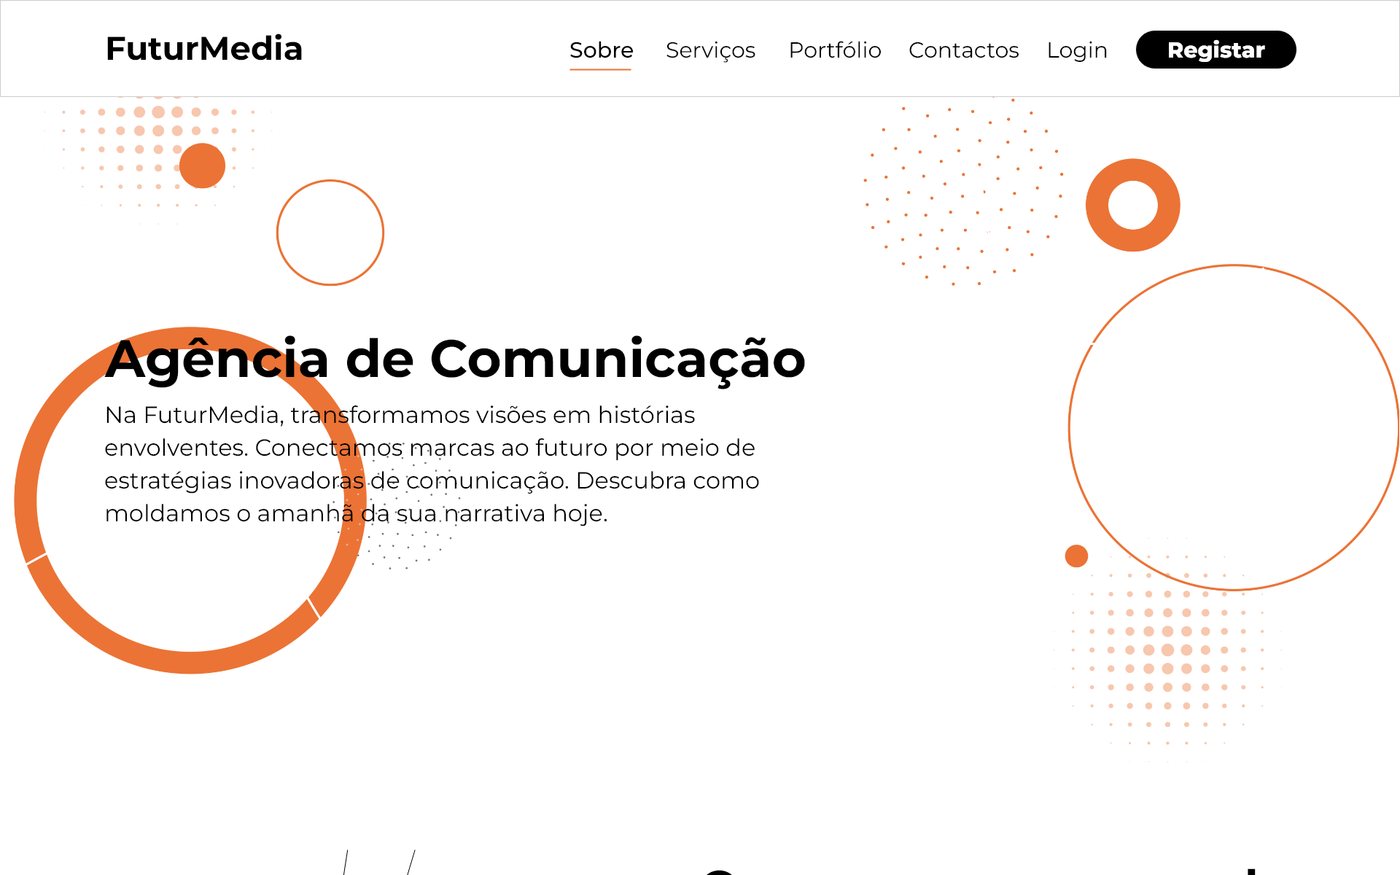 FuturMedia
Sobre Serviços Portfólio Contactos Login Registar
Agência de Comunicação
Na FuturMedia, transformamos visões em histórias
envolventes. Conectamos marcas ao futuro por meio de
estratégias inovadoras de comunicação. Descubra como
moldamos o amanhã da sua narrativa hoje.